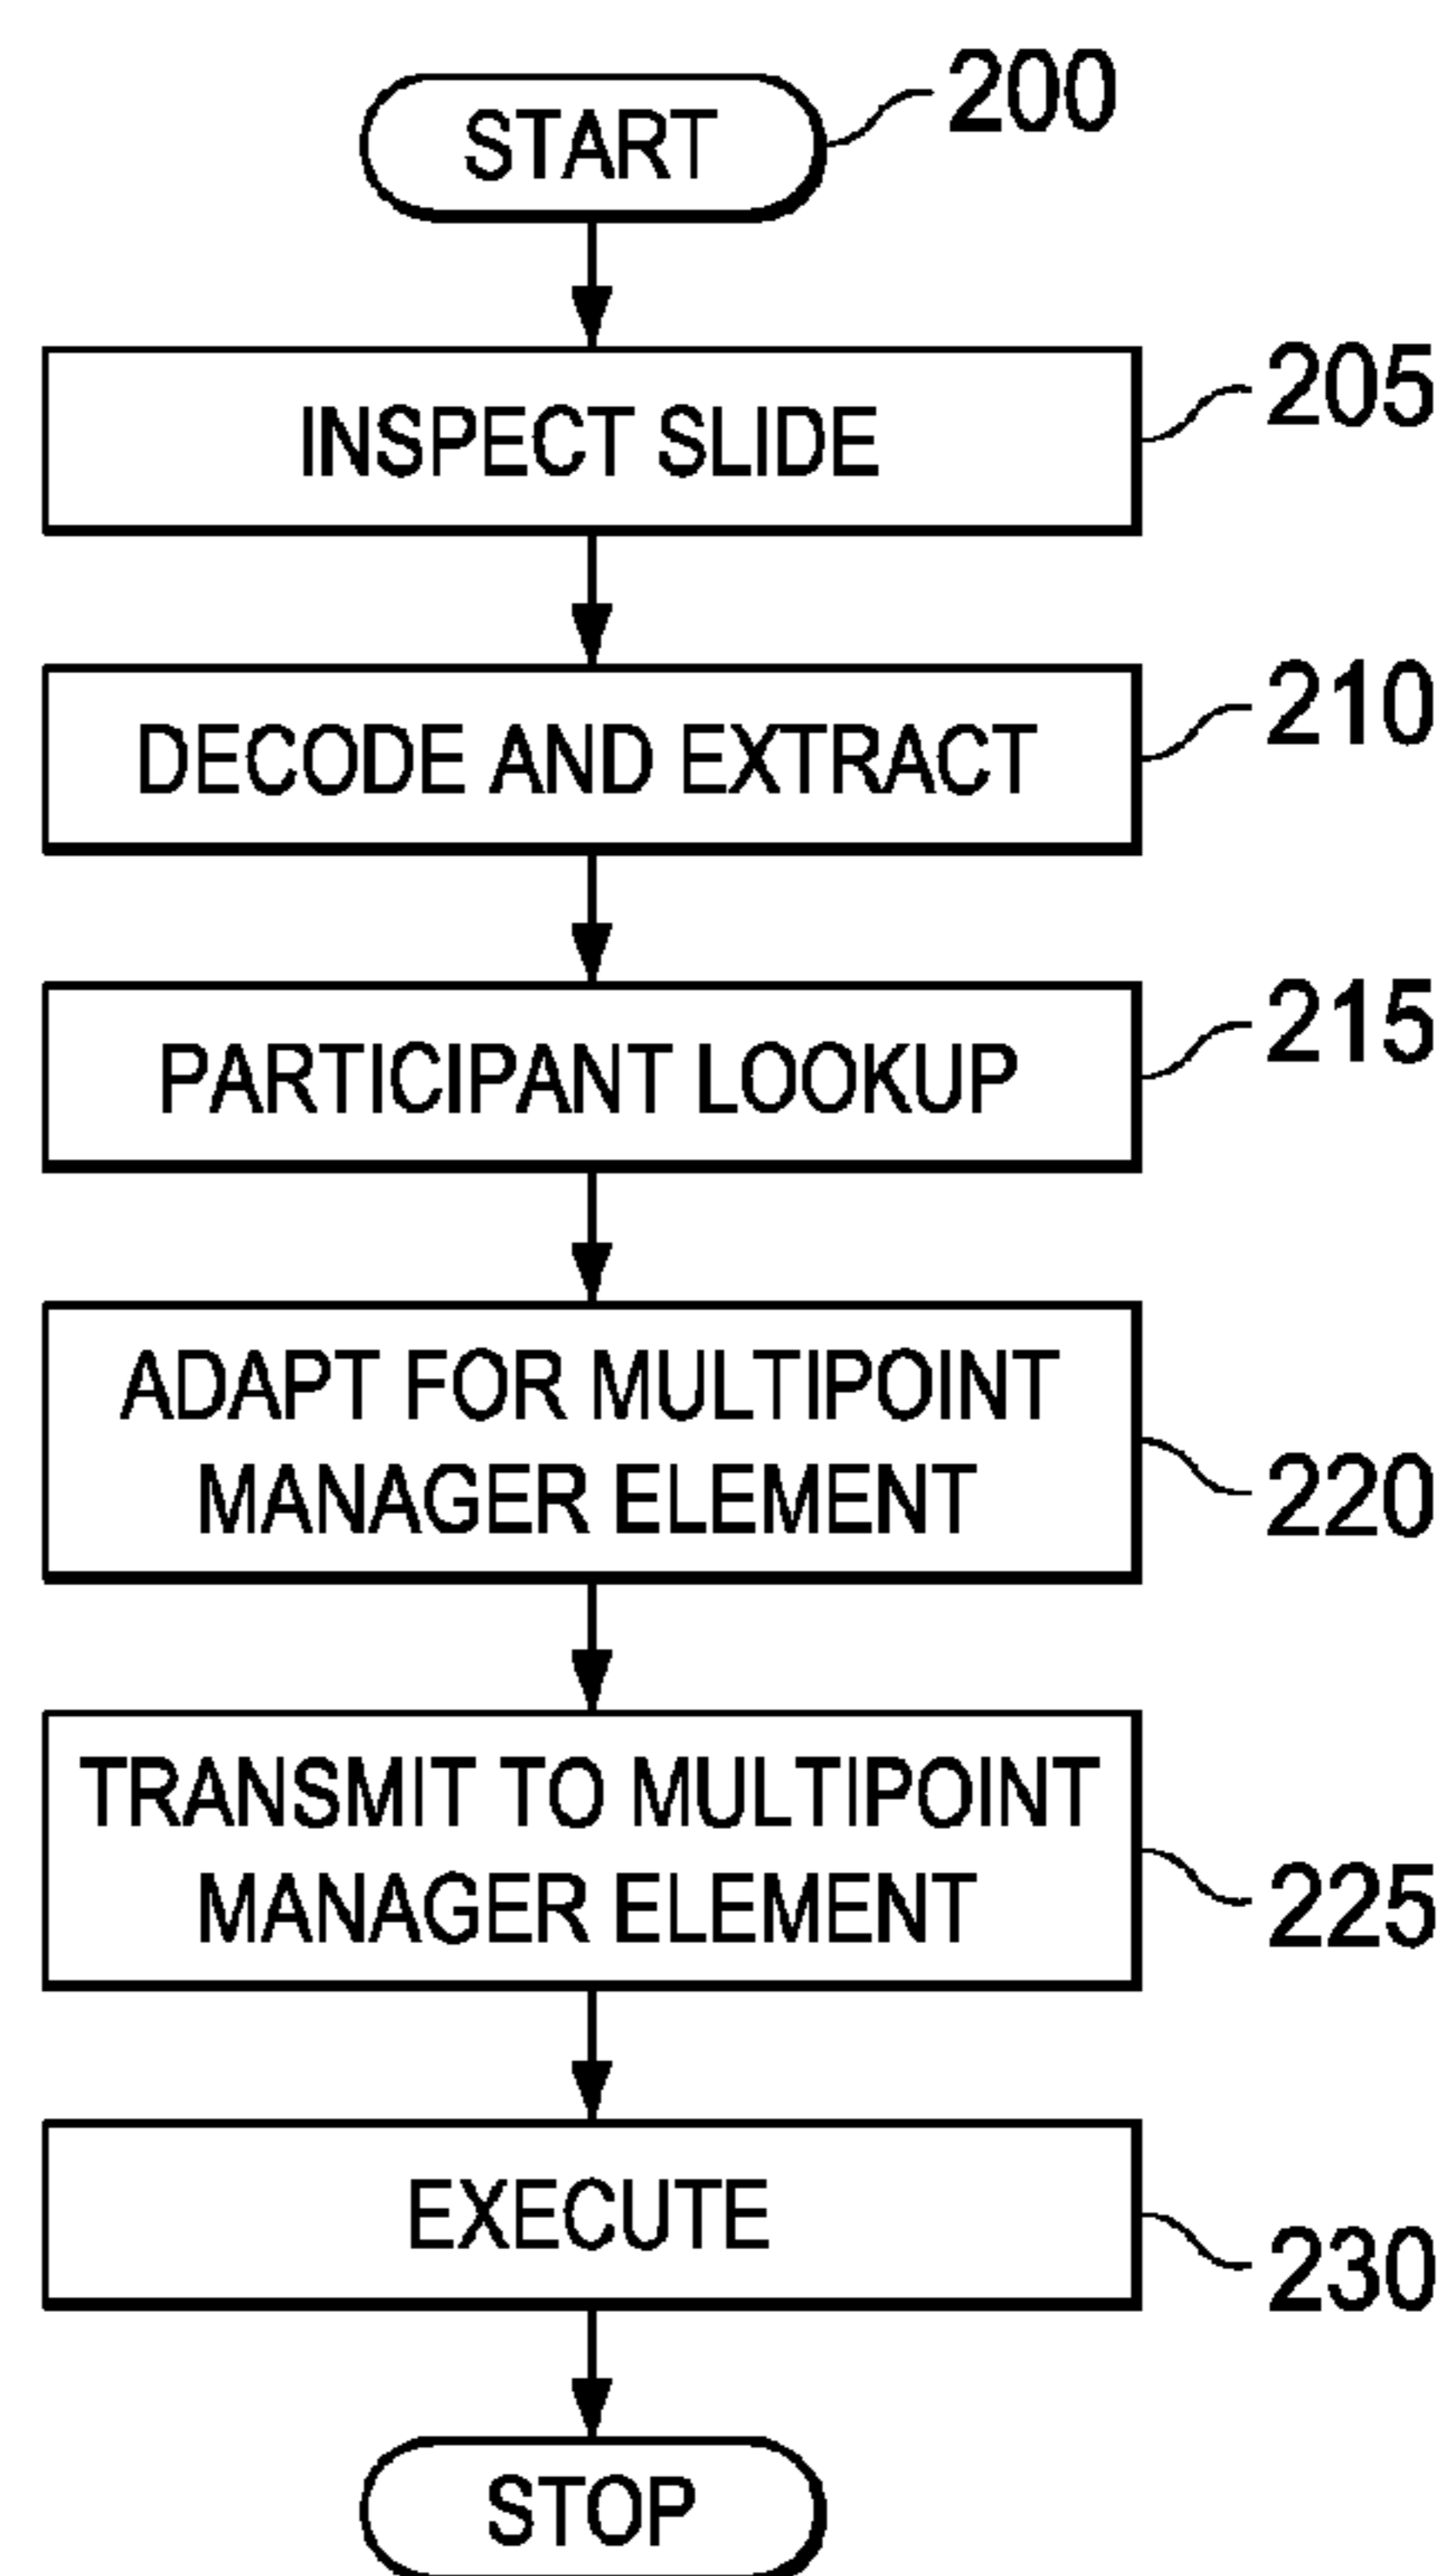 START
200
INSPECT SLIDE
205
DECODE AND EXTRACT
210
PARTICIPANT LOOKUP
215
ADAPT FOR MULTIPOINT
MANAGER ELEMENT
220
TRANSMIT TO MULTIPOINT
MANAGER ELEMENT
225
EXECUTE
230
STOP